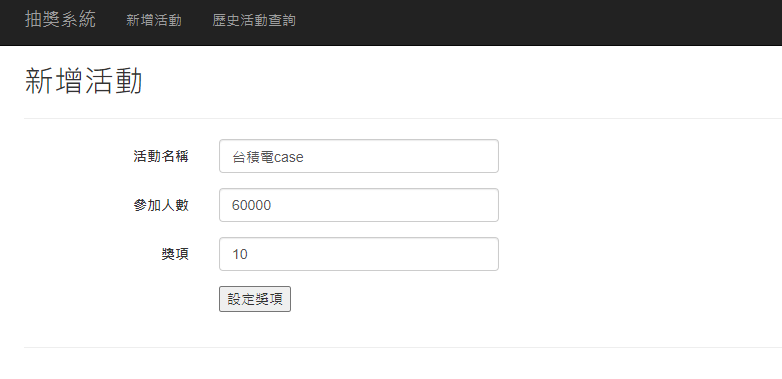 抽獎系統 新增活動 歷史活動查詢
新增活動
活動名稱 台積電case
參加人數 60000
獎項 10
設定獎項